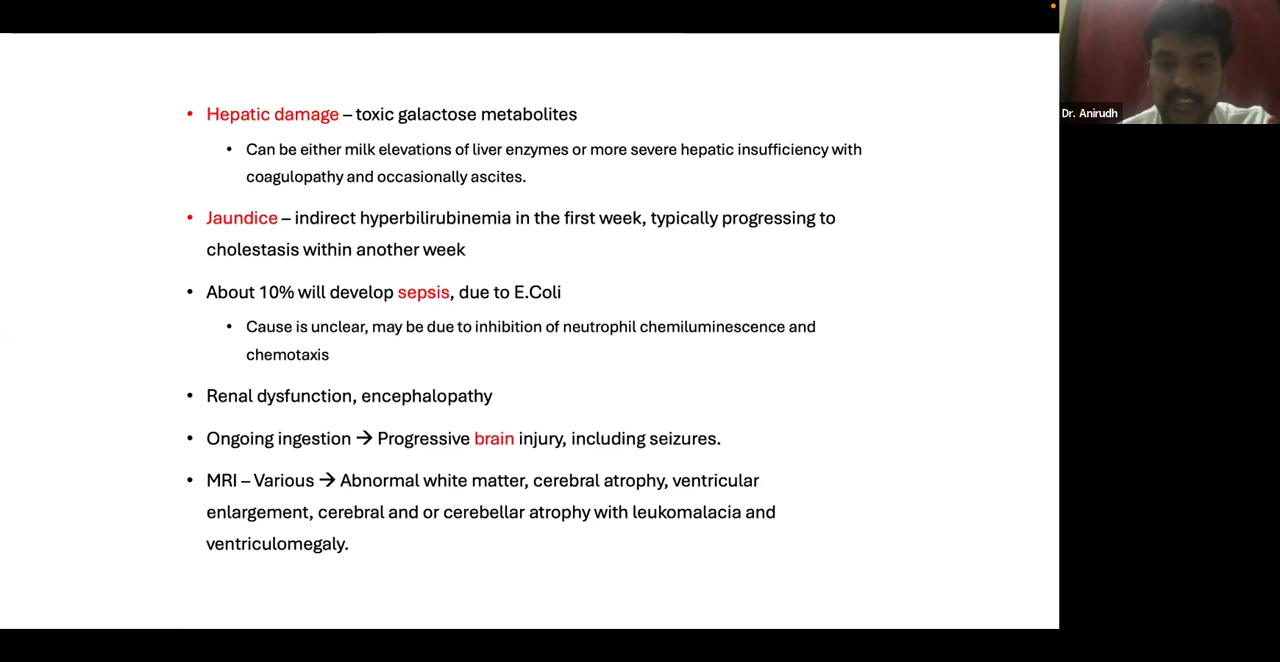 • Hepatic damage – toxic galactose metabolites
• Can be either milk elevations of liver enzymes or more severe hepatic insufficiency with
coagulopathy and occasionally ascites.
• Jaundice – indirect hyperbilirubinemia in the first week, typically progressing to
cholestasis within another week
• About 10% will develop sepsis, due to E.Coli
• Cause is unclear, may be due to inhibition of neutrophil chemiluminescence and
chemotaxis
• Renal dysfunction, encephalopathy
• Ongoing ingestion → Progressive brain injury, including seizures.
• MRI – Various → Abnormal white matter, cerebral atrophy, ventricular
enlargement, cerebral and or cerebellar atrophy with leukomalacia and
ventriculomegaly.
Dr. Anirudh